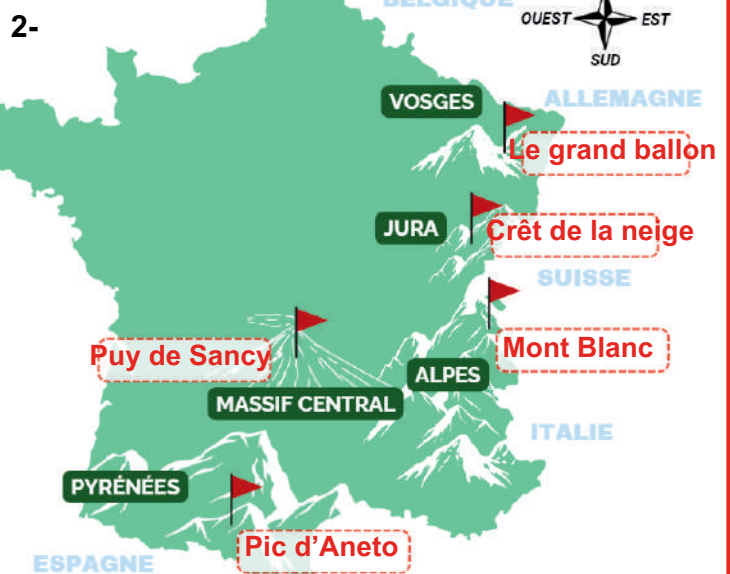 BELGIQUE
2-
OUEST EST
SUD
VOSGES
ALLEMAGNE
Le grand ballon
JURA
Crêt de la neige
SUISSE
Puy de Sancy
Mont Blanc
ALPES
MASSIF CENTRAL
ITALIE
PYRÉNÉES
Pic d’Aneto
ESPAGNE